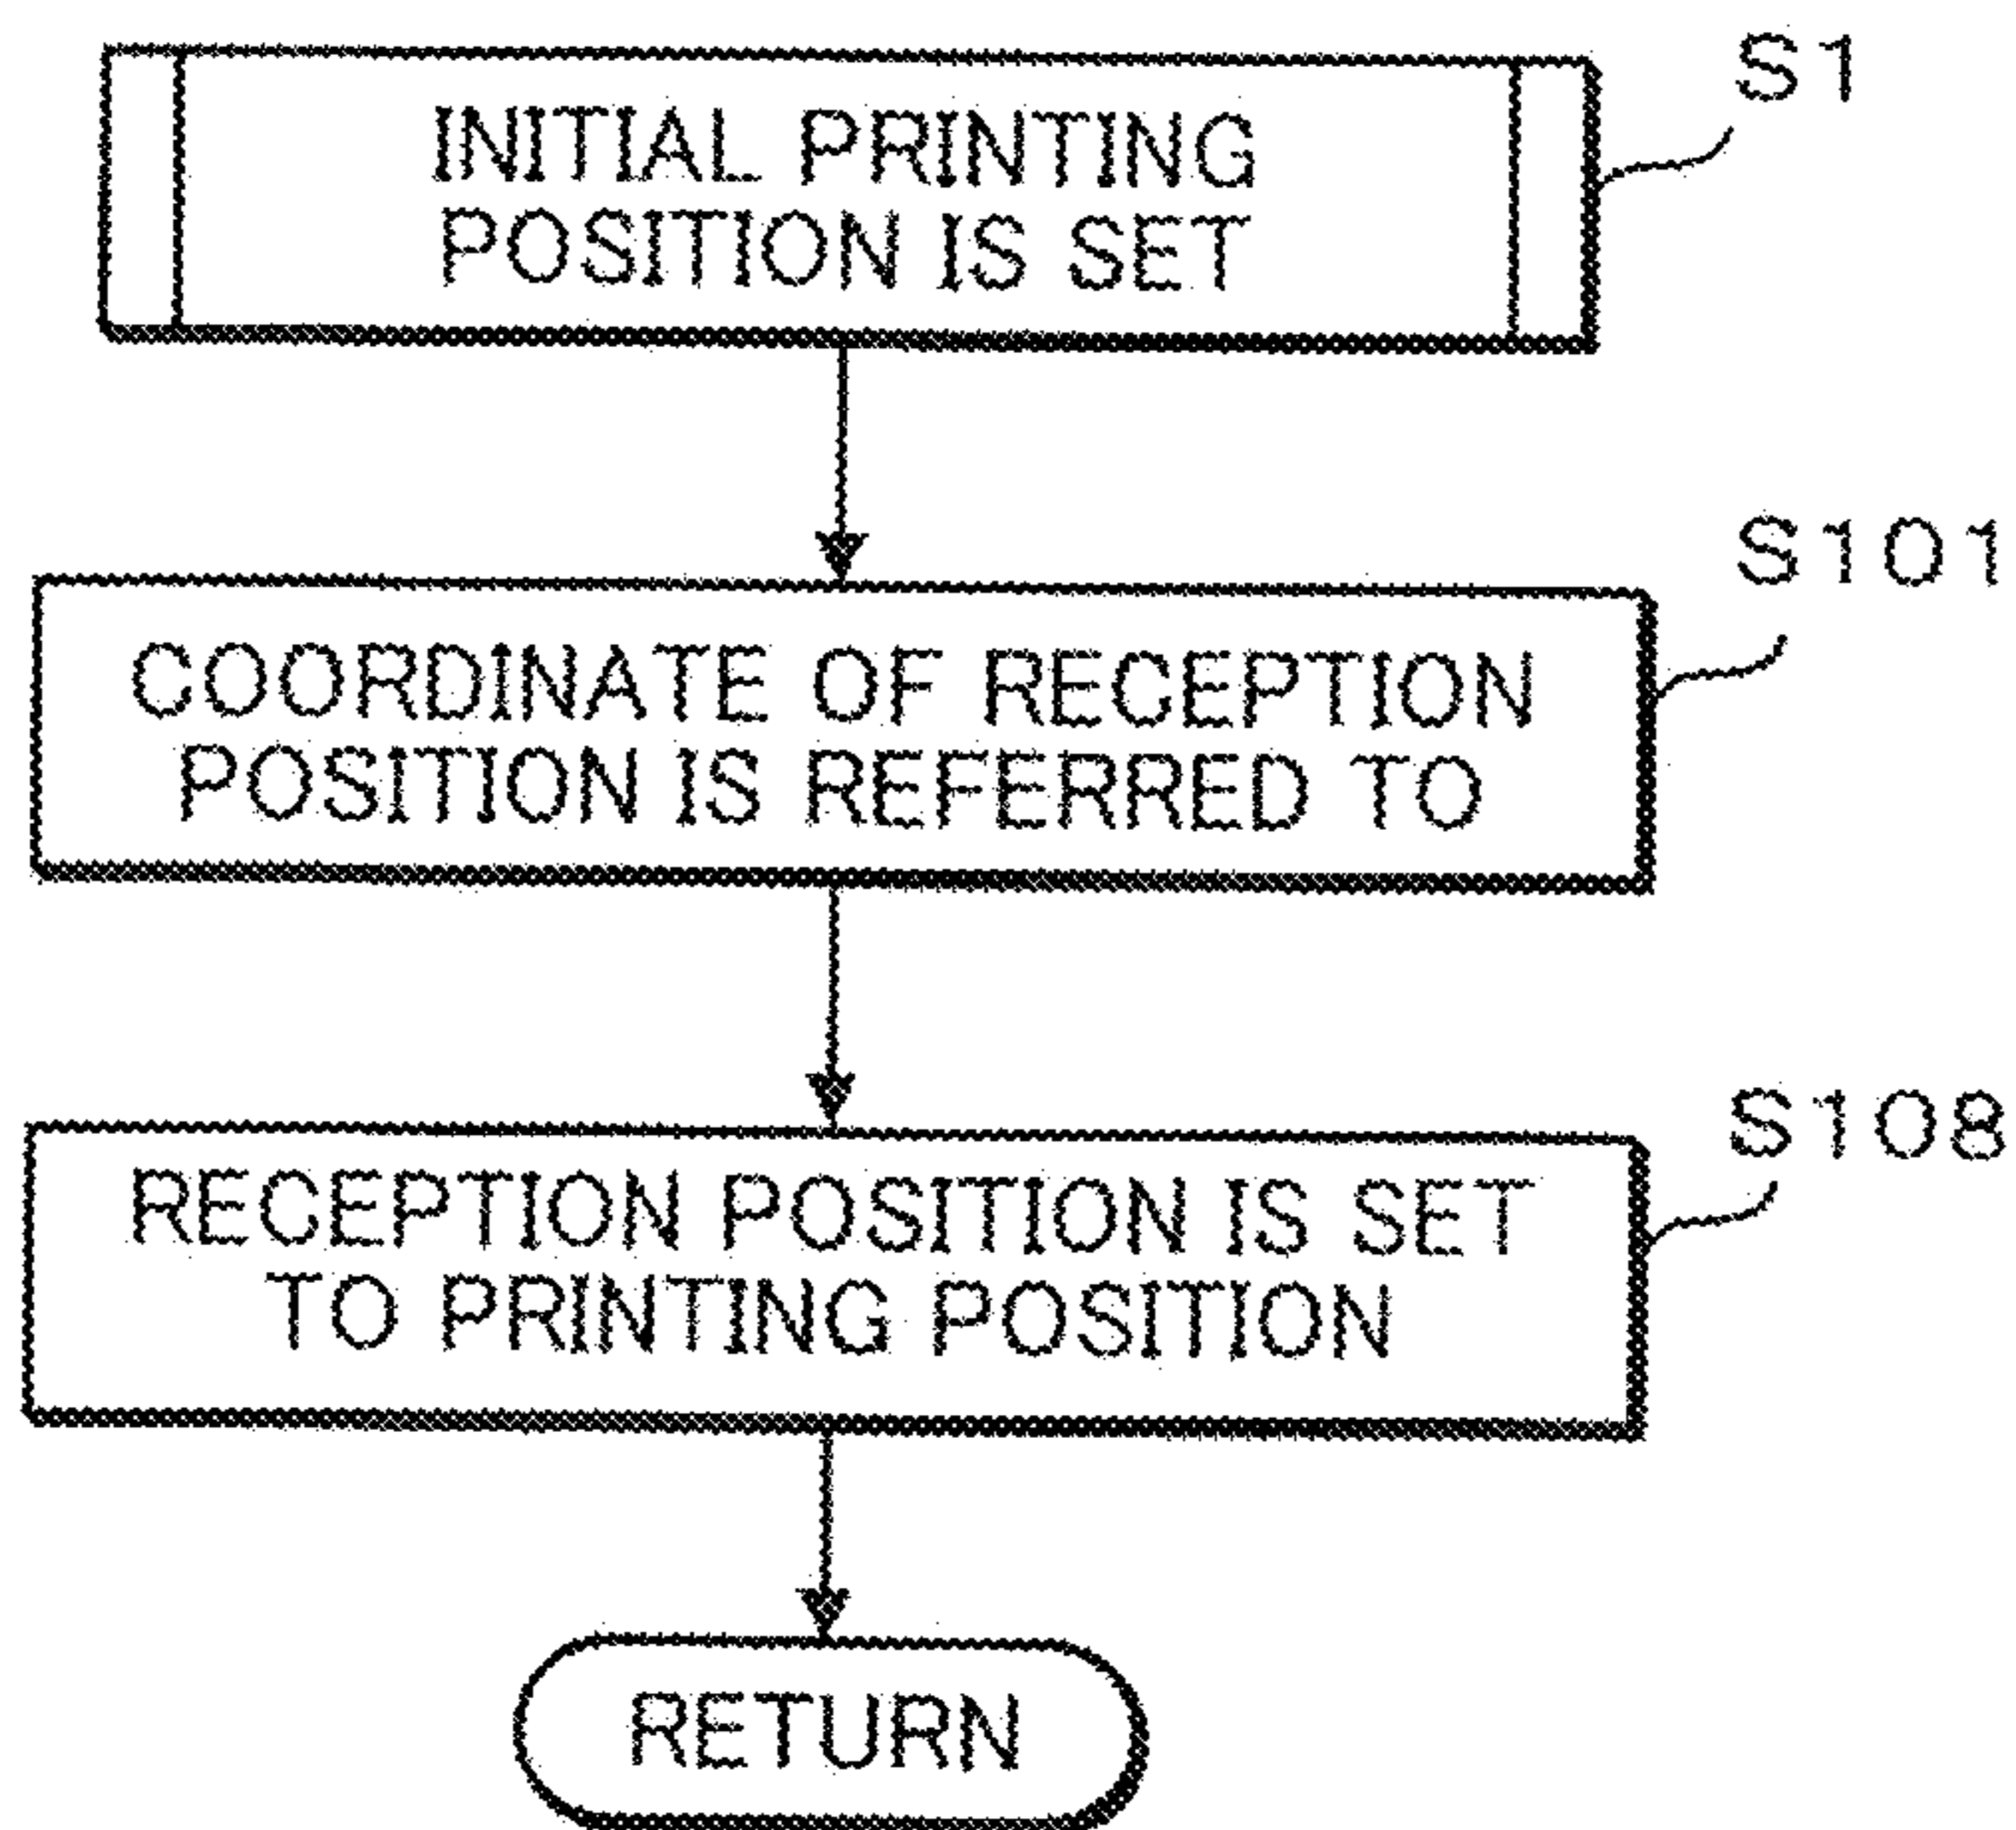 S1
INITIAL PRINTING
POSITION IS SET
S101
COORDINATE OF RECEPTION
POSITION IS REFERRED TO
S108
RECEPTION POSITION IS SET
TO PRINTING POSITION
RETURN